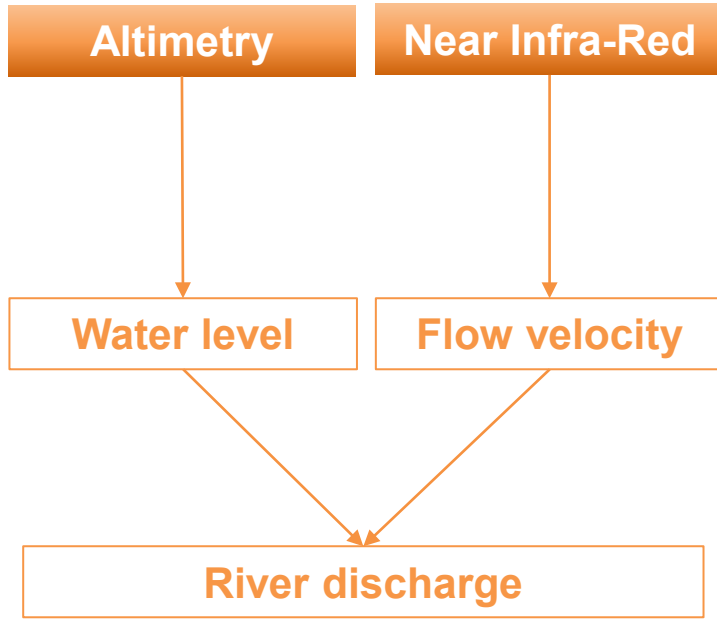 Altimetry
Near Infra-Red
Water level
Flow velocity
River discharge